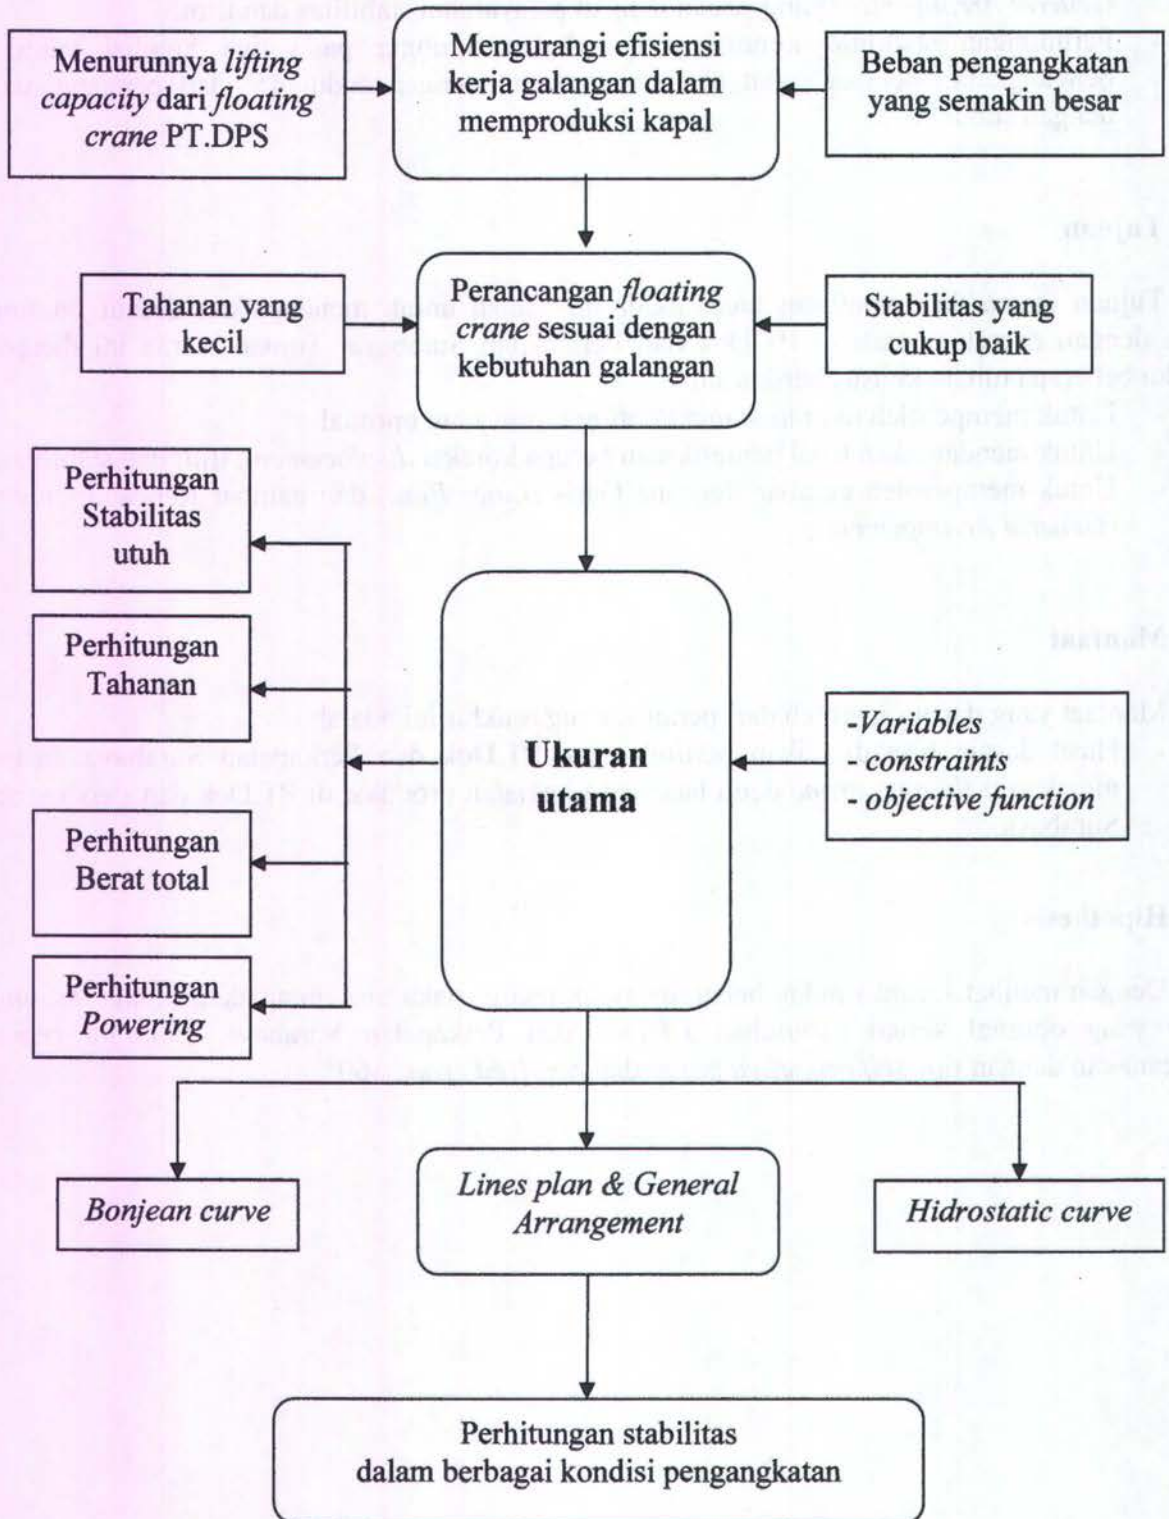 Menurunnya lifting
capacity dari floating
crane PT.DPS
Mengurangi efisiensi
kerja galangan dalam
memproduksi kapal
Beban pengangkatan
yang semakin besar
Tahanan yang
kecil
Perancangan floating
crane sesuai dengan
kebutuhan galangan
Stabilitas yang
cukup baik
Perhitungan
Stabilitas
utuh
Perhitungan
Tahanan
Perhitungan
Berat total
Perhitungan
Powering
Ukuran
utama
-Variables
- constraints
- objective function
Bonjean curve
Lines plan & General
Arrangement
Hidrostatic curve
Perhitungan stabilitas
dalam berbagai kondisi pengangkatan